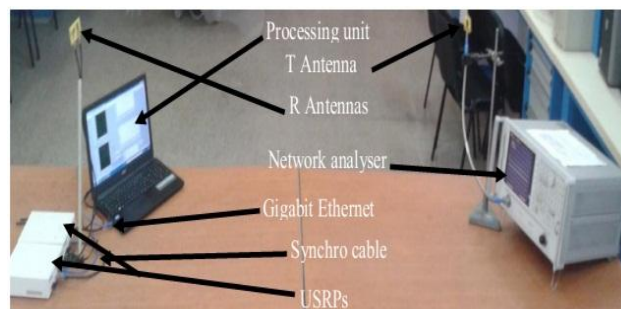 Processing unit
T Antenna
R Antennas
Network analyser
Gigabit Ethernet
Synchro cable
USRPs